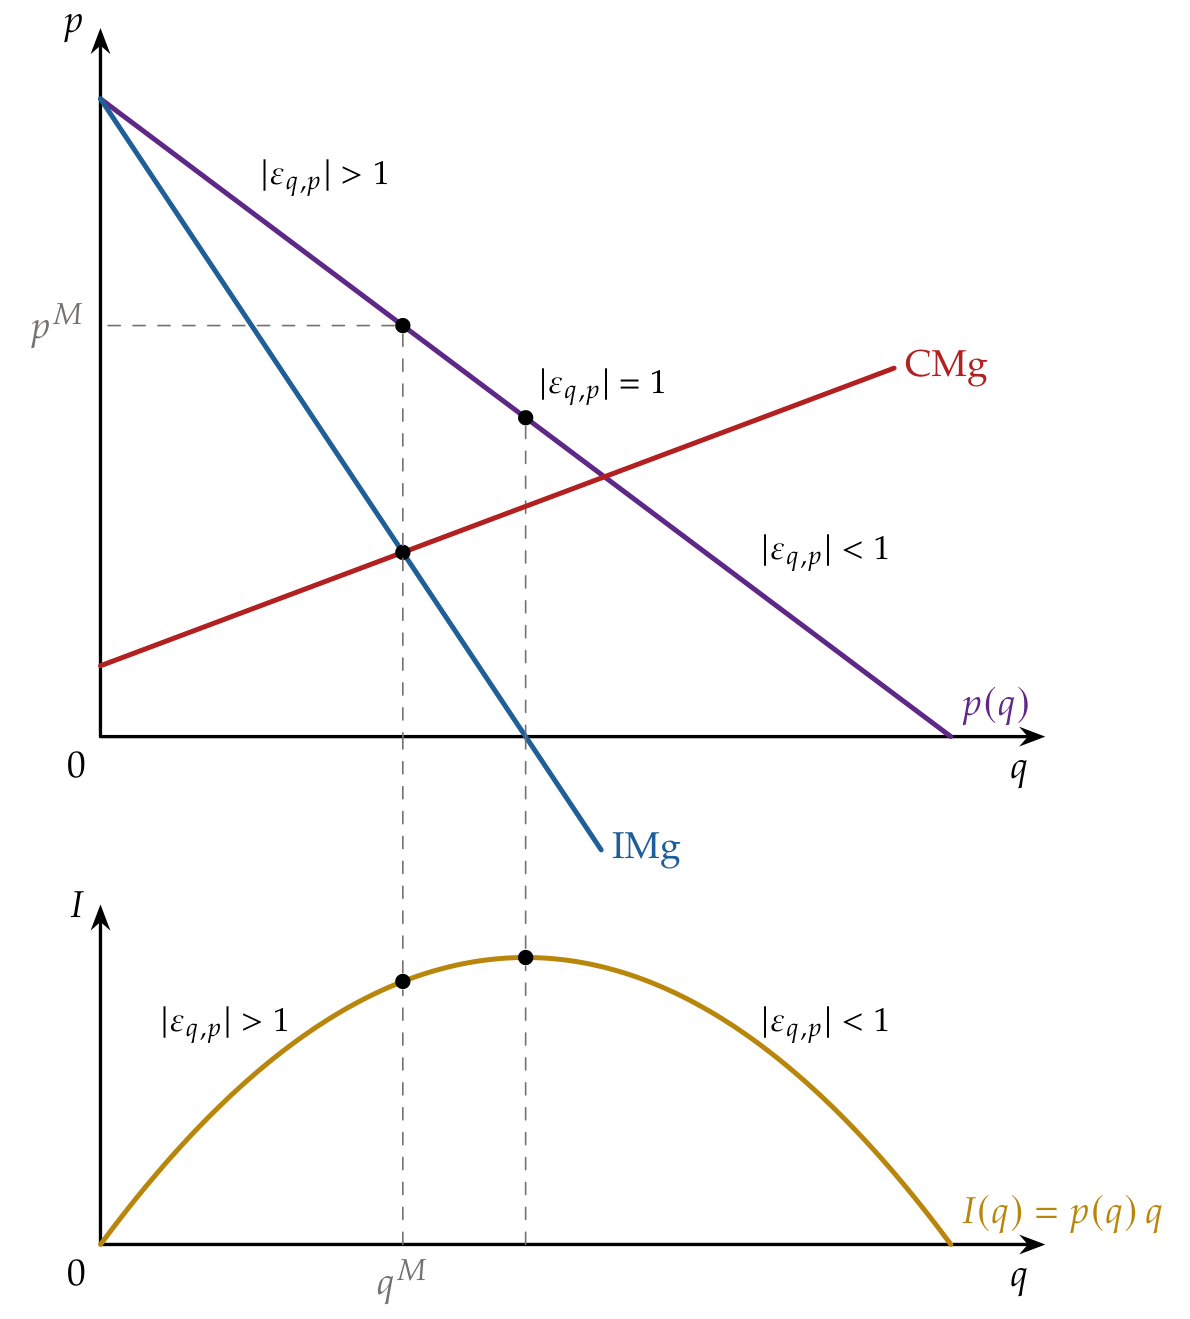 p
|ε_{q,p}| > 1
p^M
CMg
|ε_{q,p}| = 1
|ε_{q,p}| < 1
p(q)
0
q
IMg
I
|ε_{q,p}| > 1
|ε_{q,p}| < 1
I(q) = p(q) q
0
q^M
q